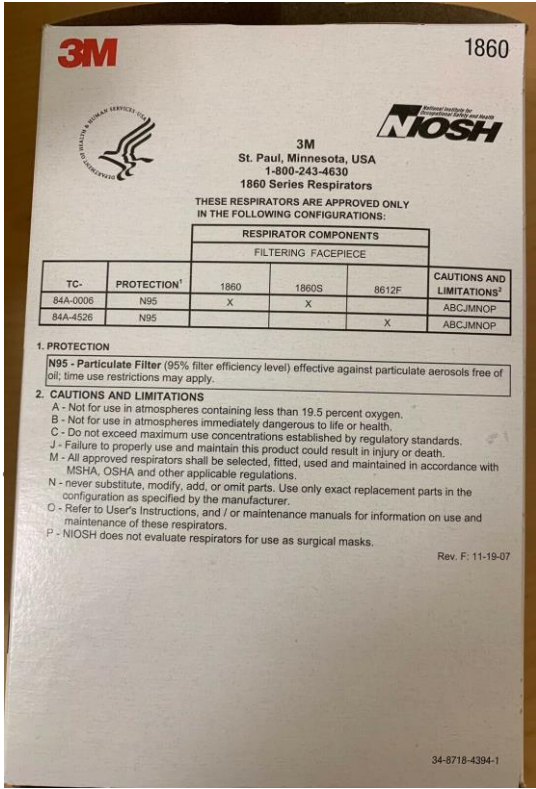 3M
1860
DEPARTMENT OF HEALTH & HUMAN SERVICES · USA
National Institute for
Occupational Safety and Health
NIOSH
3M
St. Paul, Minnesota, USA
1-800-243-4630
1860 Series Respirators
THESE RESPIRATORS ARE APPROVED ONLY
IN THE FOLLOWING CONFIGURATIONS:
RESPIRATOR COMPONENTS
FILTERING FACEPIECE
TC- PROTECTION¹ 1860 1860S 8612F CAUTIONS AND LIMITATIONS²
84A-0006 N95 X X ABCJMNOP
84A-4526 N95 X ABCJMNOP
1. PROTECTION
N95 - Particulate Filter (95% filter efficiency level) effective against particulate aerosols free of
oil; time use restrictions may apply.
2. CAUTIONS AND LIMITATIONS
A - Not for use in atmospheres containing less than 19.5 percent oxygen.
B - Not for use in atmospheres immediately dangerous to life or health.
C - Do not exceed maximum use concentrations established by regulatory standards.
J - Failure to properly use and maintain this product could result in injury or death.
M - All approved respirators shall be selected, fitted, used and maintained in accordance with
MSHA, OSHA and other applicable regulations.
N - never substitute, modify, add, or omit parts. Use only exact replacement parts in the
configuration as specified by the manufacturer.
O - Refer to User's Instructions, and / or maintenance manuals for information on use and
maintenance of these respirators.
P - NIOSH does not evaluate respirators for use as surgical masks.
Rev. F: 11-19-07
34-8718-4394-1